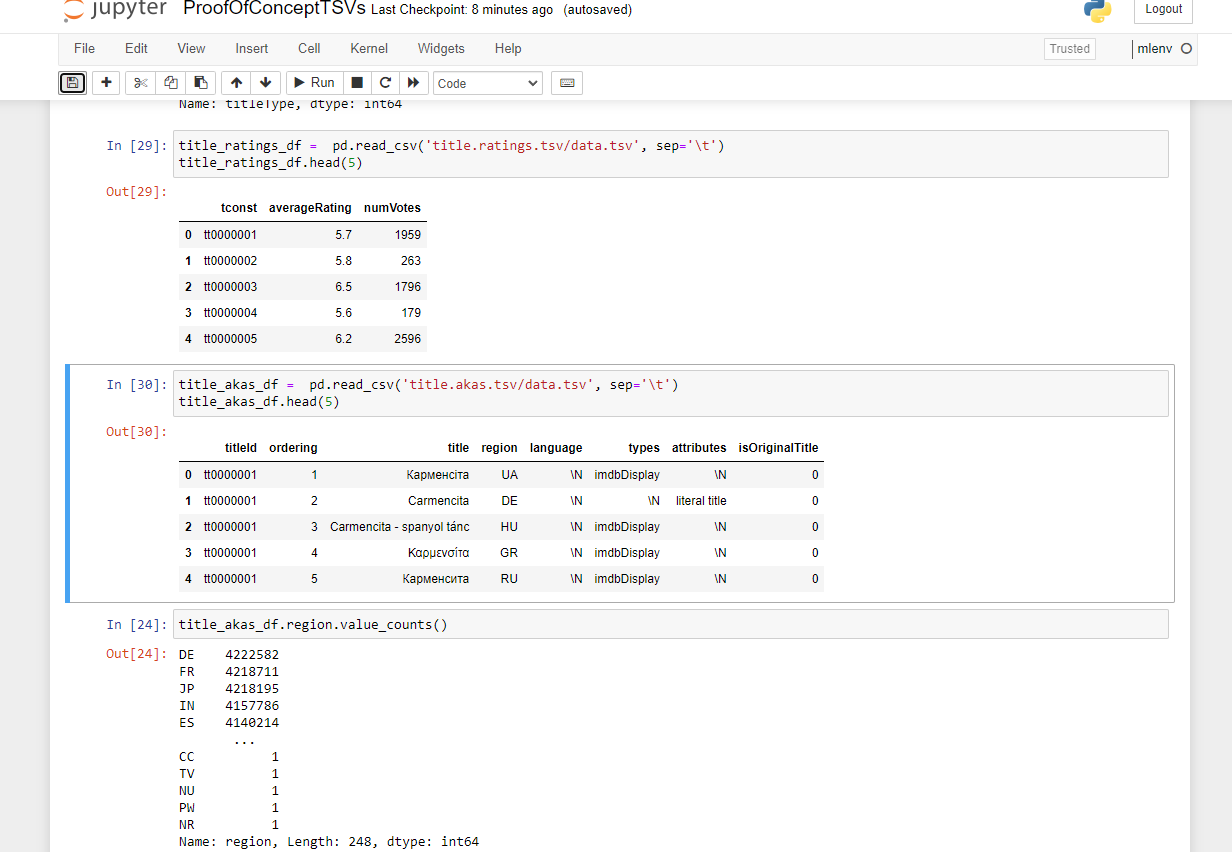 jupyter ProofOfConceptTSVs Last Checkpoint: 8 minutes ago (autosaved) Logout
File Edit View Insert Cell Kernel Widgets Help Trusted mlenv
Run Code
Name: titleType, dtype: int64
In [29]: title_ratings_df =  pd.read_csv('title.ratings.tsv/data.tsv', sep='\t')
title_ratings_df.head(5)
Out[29]:
tconst averageRating numVotes
0 tt0000001 5.7 1959
1 tt0000002 5.8 263
2 tt0000003 6.5 1796
3 tt0000004 5.6 179
4 tt0000005 6.2 2596
In [30]: title_akas_df =  pd.read_csv('title.akas.tsv/data.tsv', sep='\t')
title_akas_df.head(5)
Out[30]:
titleId ordering title region language types attributes isOriginalTitle
0 tt0000001 1 Карменсіта UA \N imdbDisplay \N 0
1 tt0000001 2 Carmencita DE \N \N literal title 0
2 tt0000001 3 Carmencita - spanyol tánc HU \N imdbDisplay \N 0
3 tt0000001 4 Καρμενσίτα GR \N imdbDisplay \N 0
4 tt0000001 5 Карменсита RU \N imdbDisplay \N 0
In [24]: title_akas_df.region.value_counts()
Out[24]: DE 4222582
FR 4218711
JP 4218195
IN 4157786
ES 4140214
...
CC 1
TV 1
NU 1
PW 1
NR 1
Name: region, Length: 248, dtype: int64